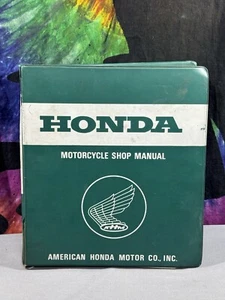 HONDA
MOTORCYCLE SHOP MANUAL
AMERICAN HONDA MOTOR CO., INC.